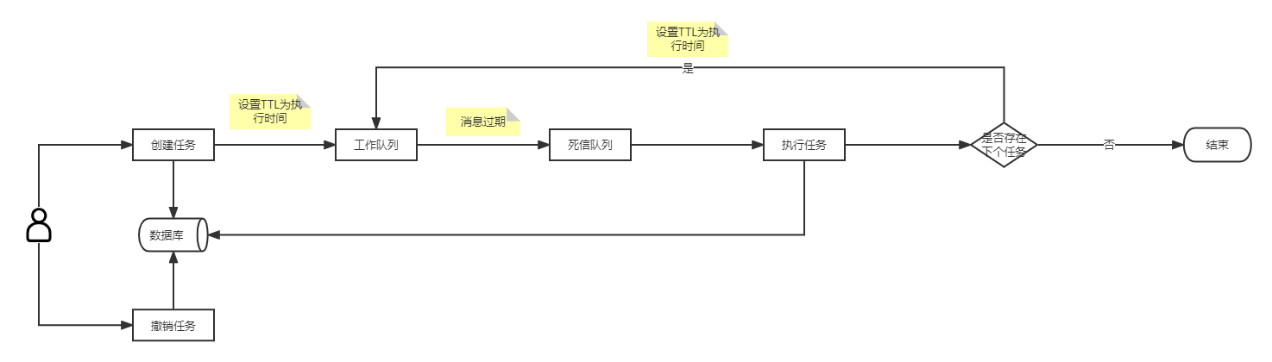 设置TTL为执
行时间
是
设置TTL为执
行时间
消息过期
创建任务
工作队列
死信队列
执行任务
是否存在
下个任务
否
结束
数据库
撤销任务